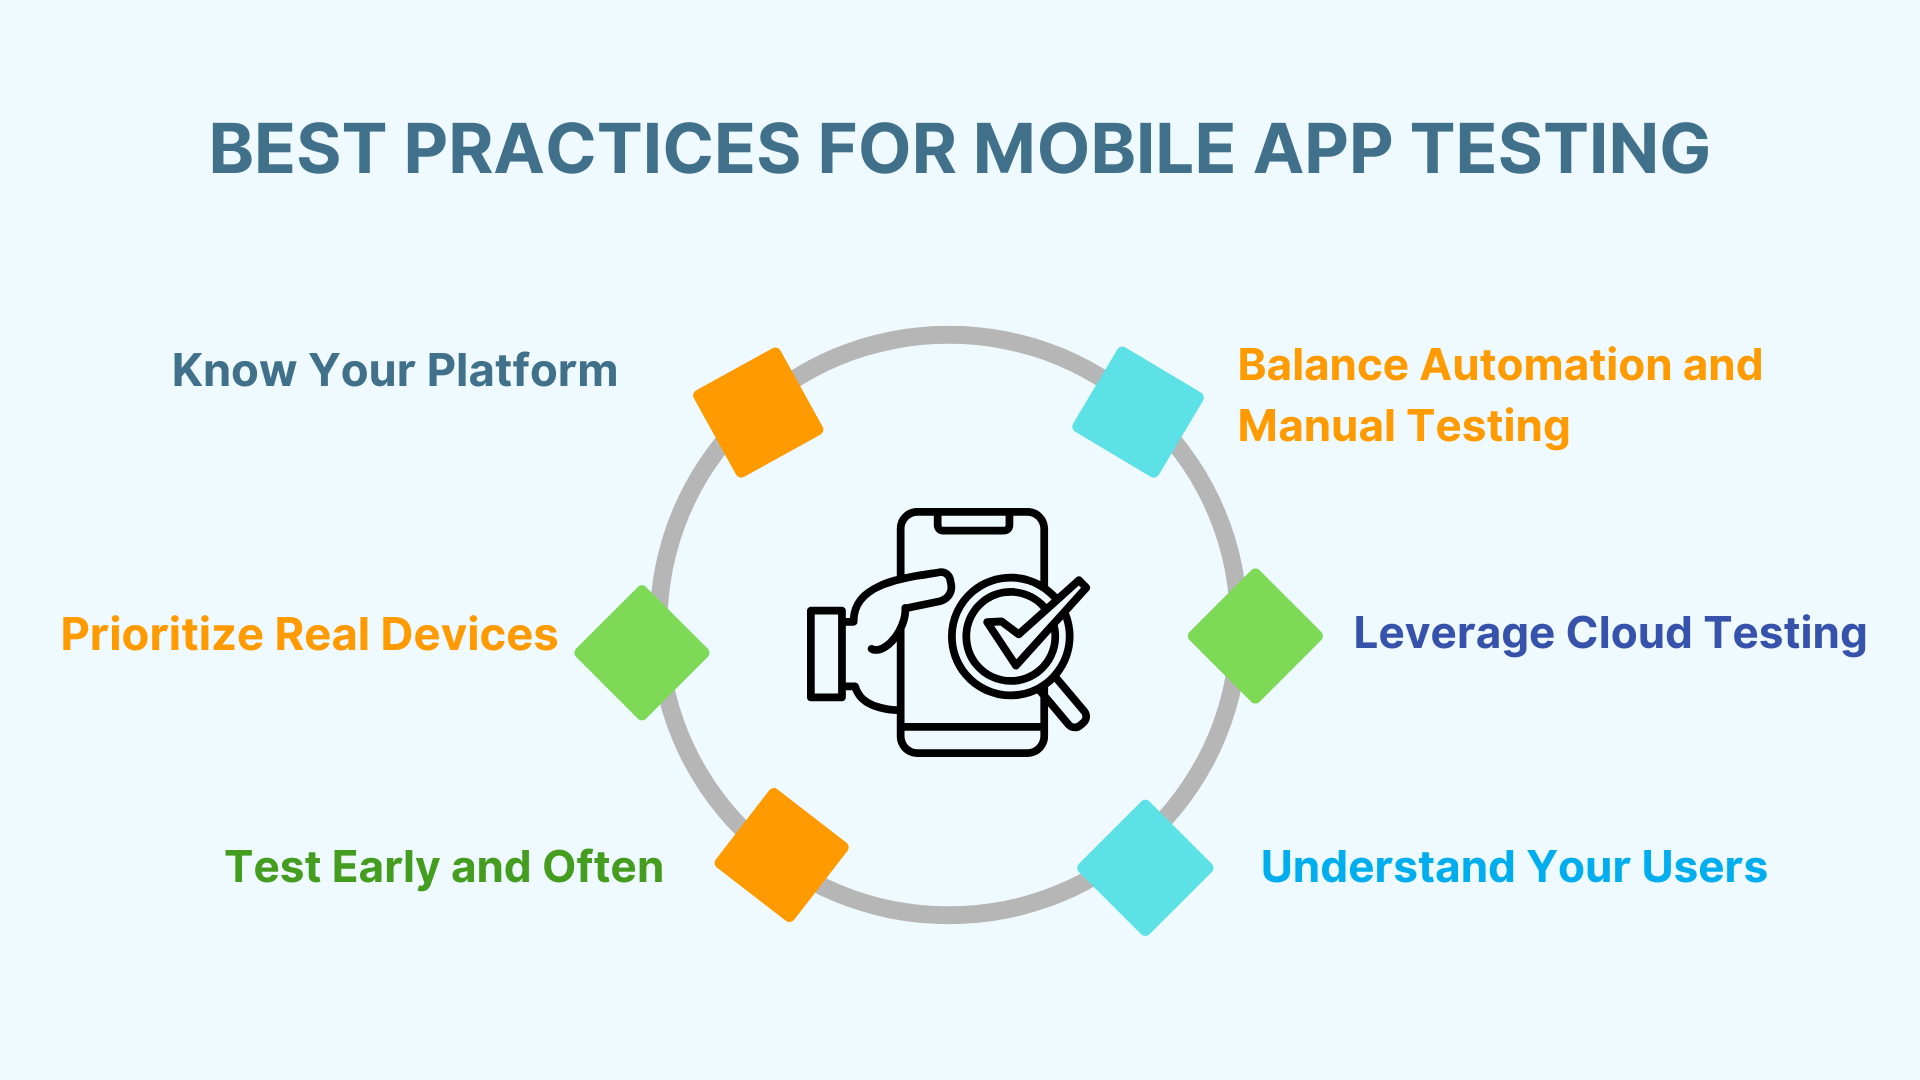 BEST PRACTICES FOR MOBILE APP TESTING
Know Your Platform
Balance Automation and
Manual Testing
Prioritize Real Devices
Leverage Cloud Testing
Test Early and Often
Understand Your Users